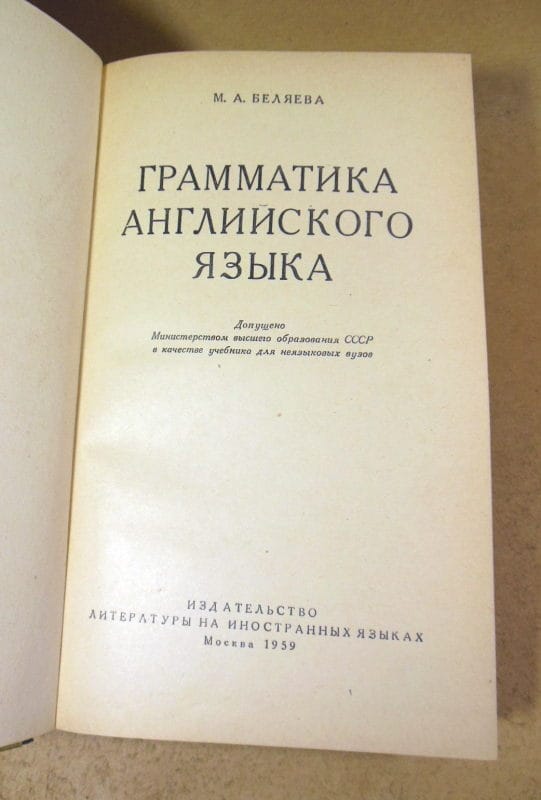 М. А. БЕЛЯЕВА
ГРАММАТИКА
АНГЛИЙСКОГО
ЯЗЫКА
Допущено
Министерством высшего образования СССР
в качестве учебника для неязыковых вузов
ИЗДАТЕЛЬСТВО
ЛИТЕРАТУРЫ НА ИНОСТРАННЫХ ЯЗЫКАХ
Москва 1959